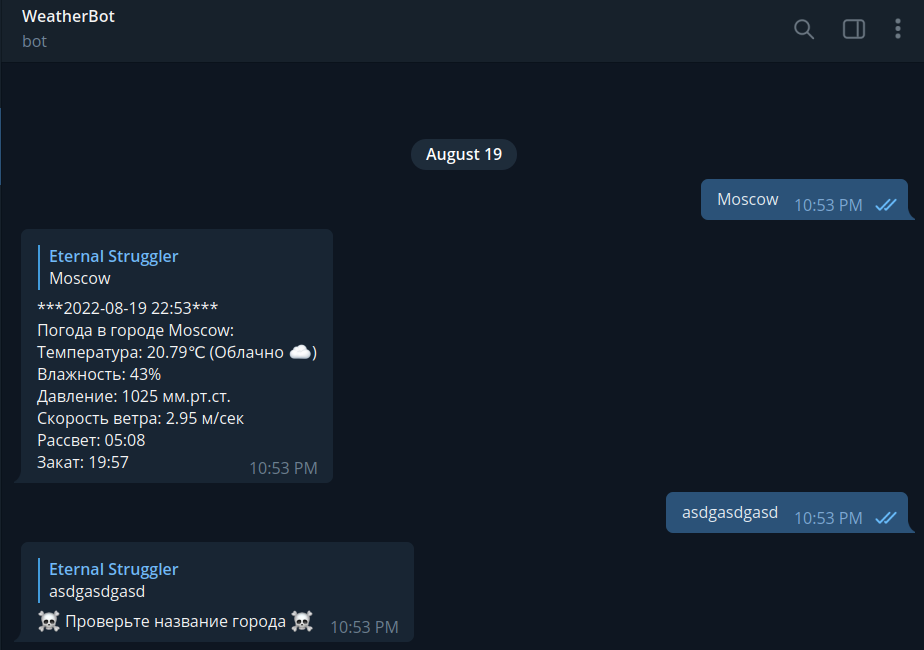 WeatherBot
bot
August 19
Moscow 10:53 PM
Eternal Struggler
Moscow
***2022-08-19 22:53***
Погода в городе Moscow:
Температура: 20.79°C (Облачно ☁️)
Влажность: 43%
Давление: 1025 мм.рт.ст.
Скорость ветра: 2.95 м/сек
Рассвет: 05:08
Закат: 19:57 10:53 PM
asdgasdgasd 10:53 PM
Eternal Struggler
asdgasdgasd
☠️ Проверьте название города ☠️ 10:53 PM